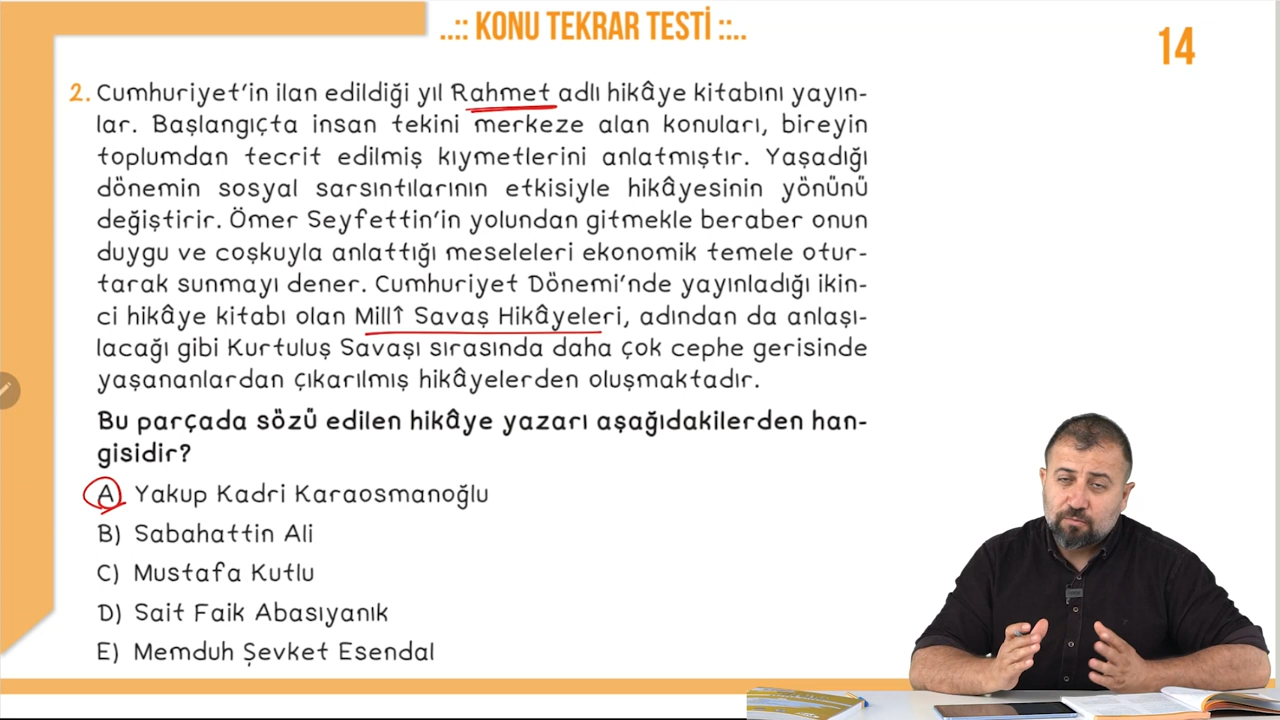 ..:: KONU TEKRAR TESTİ ::..
14
2. Cumhuriyet'in ilan edildiği yıl Rahmet adlı hikâye kitabını yayın-
lar. Başlangıçta insan tekini merkeze alan konuları, bireyin
toplumdan tecrit edilmiş kıymetlerini anlatmıştır. Yaşadığı
dönemin sosyal sarsıntılarının etkisiyle hikâyesinin yönünü
değiştirir. Ömer Seyfettin'in yolundan gitmekle beraber onun
duygu ve coşkuyla anlattığı meseleleri ekonomik temele otur-
tarak sunmayı dener. Cumhuriyet Dönemi'nde yayınladığı ikin-
ci hikâye kitabı olan Millî Savaş Hikâyeleri, adından da anlaşı-
lacağı gibi Kurtuluş Savaşı sırasında daha çok cephe gerisinde
yaşananlardan çıkarılmış hikâyelerden oluşmaktadır.
Bu parçada sözü edilen hikâye yazarı aşağıdakilerden han-
gisidir?
A) Yakup Kadri Karaosmanoğlu
B) Sabahattin Ali
C) Mustafa Kutlu
D) Sait Faik Abasıyanık
E) Memduh Şevket Esendal